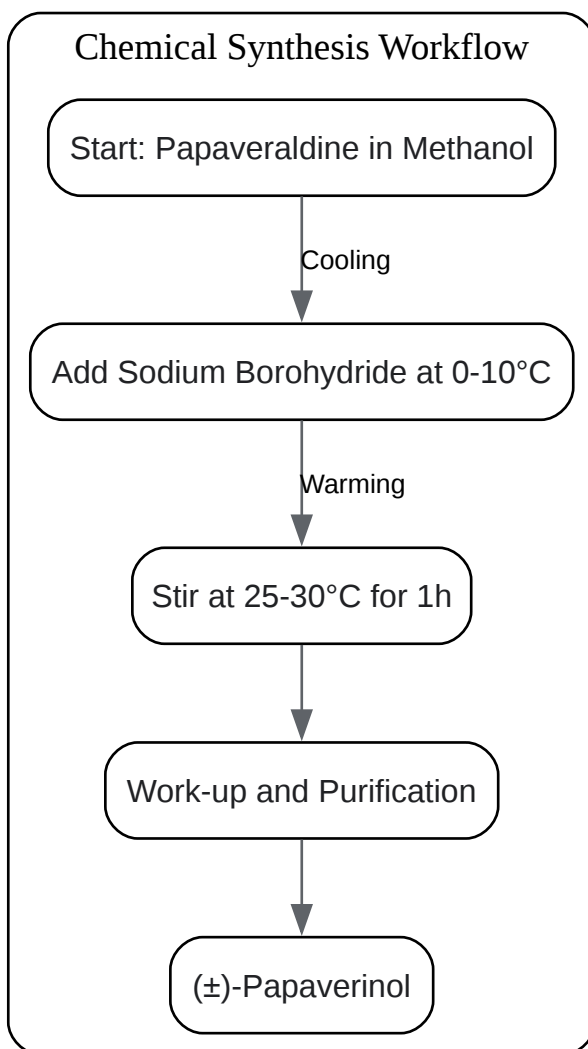 Chemical Synthesis Workflow
Start: Papaveraldine in Methanol
Cooling
Add Sodium Borohydride at 0-10°C
Warming
Stir at 25-30°C for 1h
Work-up and Purification
(±)-Papaverinol